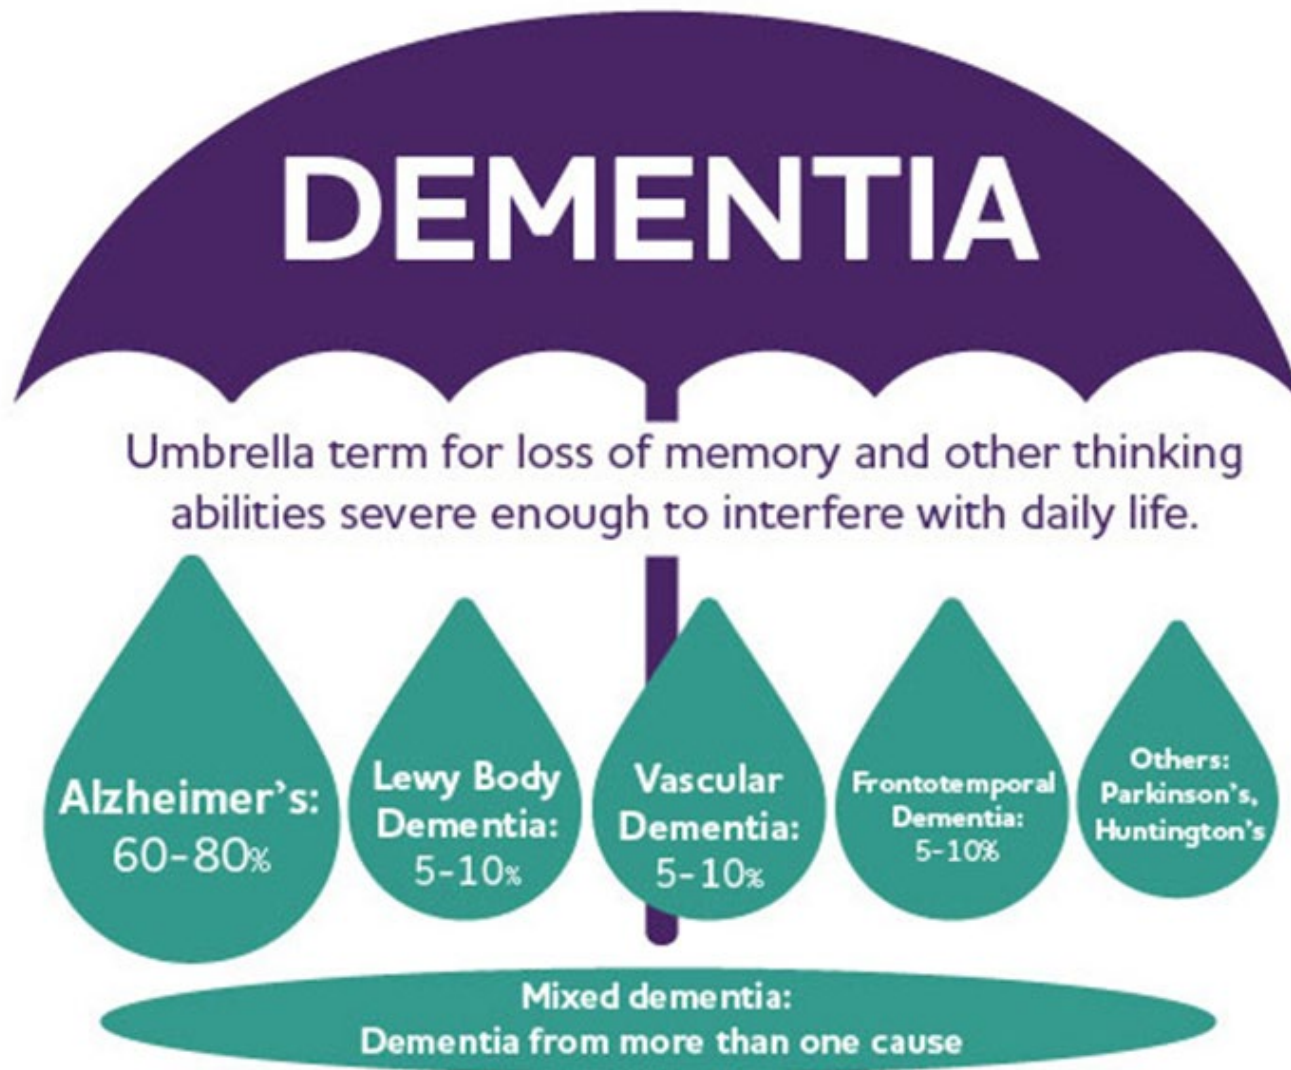 DEMENTIA
Umbrella term for loss of memory and other thinking
abilities severe enough to interfere with daily life.
Alzheimer's:
60-80%
Lewy Body
Dementia:
5-10%
Vascular
Dementia:
5-10%
Frontotemporal
Dementia:
5-10%
Others:
Parkinson's,
Huntington's
Mixed dementia:
Dementia from more than one cause